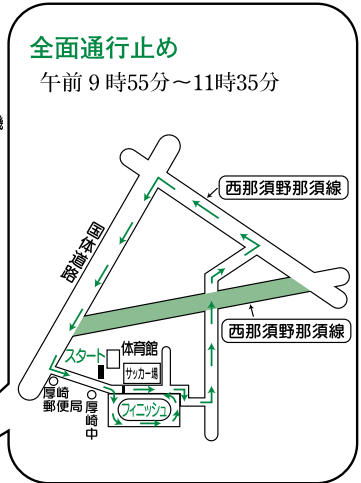 全面通行止め
午前9時55分～11時35分
西那須野那須線
国体道路
西那須野那須線
スタート
体育館
サッカー場
フィニッシュ
厚崎
郵便局
厚崎中